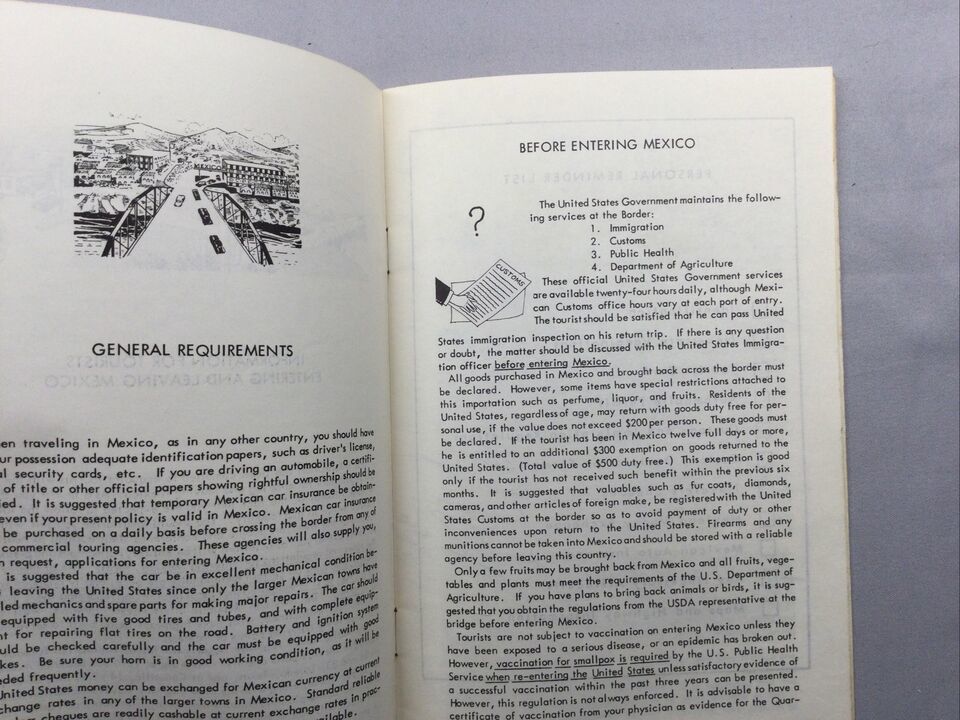 MEXICO
GENERAL REQUIREMENTS
traveling in Mexico, as in any other country, you should have
possession adequate identification papers, such as driver's license,
security cards, etc. If you are driving an automobile, a certifi-
of title or other official papers showing rightful ownership should be
It is suggested that temporary Mexican car insurance be obtain-
even if your present policy is valid in Mexico. Mexican car insurance
be purchased on a daily basis before crossing the border from any of
commercial touring agencies. These agencies will also supply you,
request, applications for entering Mexico.
is suggested that the car be in excellent mechanical condition be-
leaving the United States since only the larger Mexican towns have
mechanics and spare parts for making major repairs. The car should
equipped with five good tires and tubes, and with complete equip-
for repairing flat tires on the road. Battery and ignition system
be checked carefully and the car must be equipped with good
Be sure your horn is in good working condition, as it will be
frequently.
United States money can be exchanged for Mexican currency at current
rates in any of the larger towns in Mexico. Standard reliable
cheques are readily cashable at current exchange rates in prac-
BEFORE ENTERING MEXICO
?
The United States Government maintains the follow-
ing services at the Border:
1. Immigration
2. Customs
3. Public Health
4. Department of Agriculture
CUSTOMS
These official United States Government services
are available twenty-four hours daily, although Mexi-
can Customs office hours vary at each port of entry.
The tourist should be satisfied that he can pass United
States immigration inspection on his return trip. If there is any question
or doubt, the matter should be discussed with the United States Immigra-
tion officer before entering Mexico.
All goods purchased in Mexico and brought back across the border must
be declared. However, some items have special restrictions attached to
this importation such as perfume, liquor, and fruits. Residents of the
United States, regardless of age, may return with goods duty free for per-
sonal use, if the value does not exceed $200 per person. These goods must
be declared. If the tourist has been in Mexico twelve full days or more,
he is entitled to an additional $300 exemption on goods returned to the
United States. (Total value of $500 duty free.) This exemption is good
only if the tourist has not received such benefit within the previous six
months. It is suggested that valuables such as fur coats, diamonds,
cameras, and other articles of foreign make, be registered with the United
States Customs at the border so as to avoid payment of duty or other
inconveniences upon return to the United States. Firearms and any
munitions cannot be taken into Mexico and should be stored with a reliable
agency before leaving this country.
Only a few fruits may be brought back from Mexico and all fruits, vege-
tables and plants must meet the requirements of the U.S. Department of
Agriculture. If you have plans to bring back animals or birds, it is sug-
gested that you obtain the regulations from the USDA representative at the
bridge before entering Mexico.
Tourists are not subject to vaccination on entering Mexico unless they
have been exposed to a serious disease, or an epidemic has broken out.
However, vaccination for smallpox is required by the U.S. Public Health
Service when re-entering the United States unless satisfactory evidence of
a successful vaccination within the past three years can be presented.
However, this regulation is not always enforced. It is advisable to have a
certificate of vaccination from your physician as evidence for the Quar-